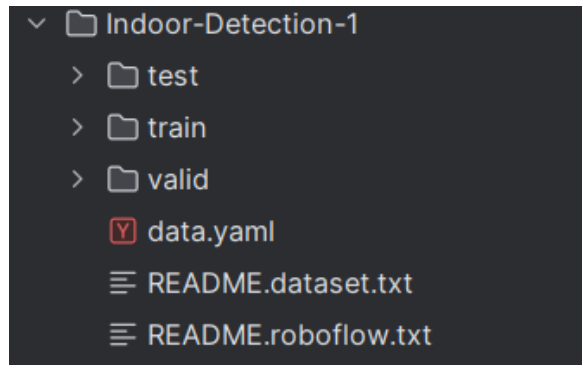 Indoor-Detection-1
test
train
valid
Y data.yaml
README.dataset.txt
README.roboflow.txt